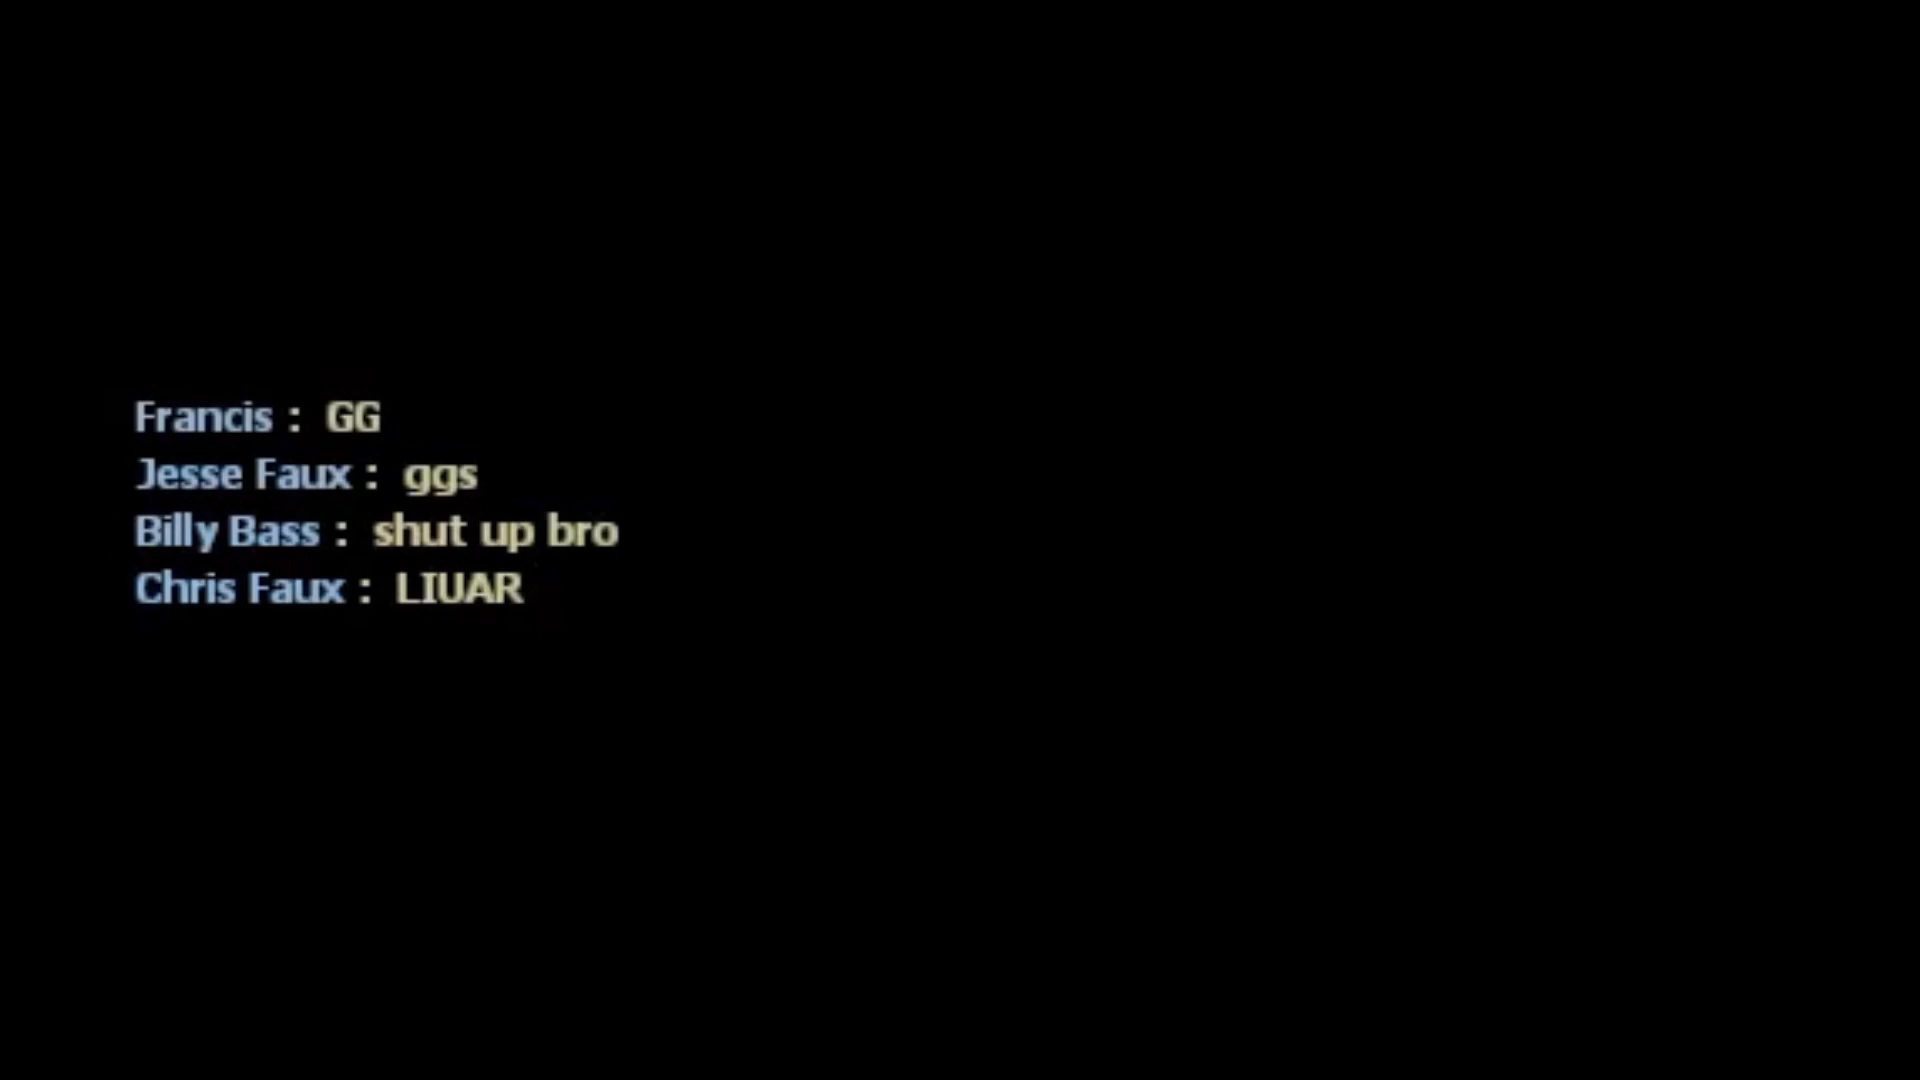 Francis :  GG
Jesse Faux :  ggs
Billy Bass :  shut up bro
Chris Faux :  LIUAR